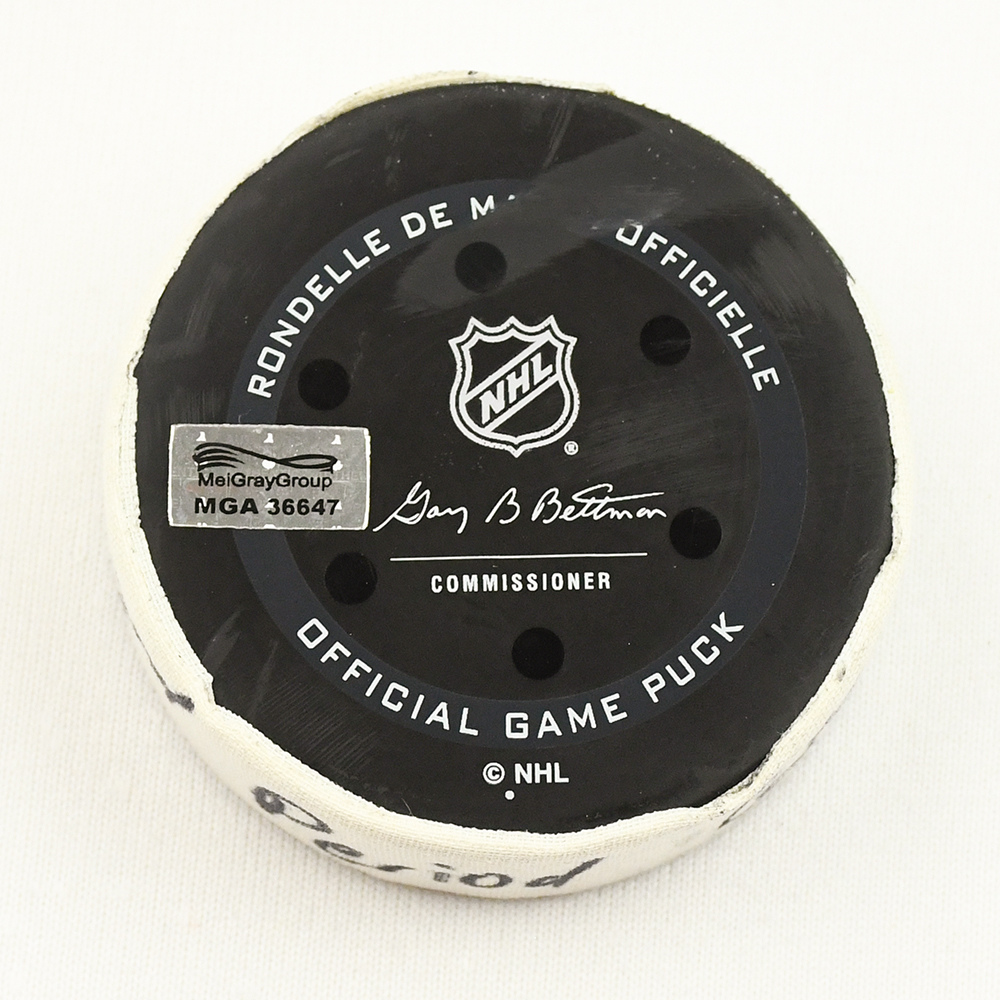 RONDELLE DE OFFICIELLE
NHL
®
MeiGrayGroup
MGA 36647
Gary B Bettman
COMMISSIONER
OFFICIAL GAME PUCK
© NHL
Period